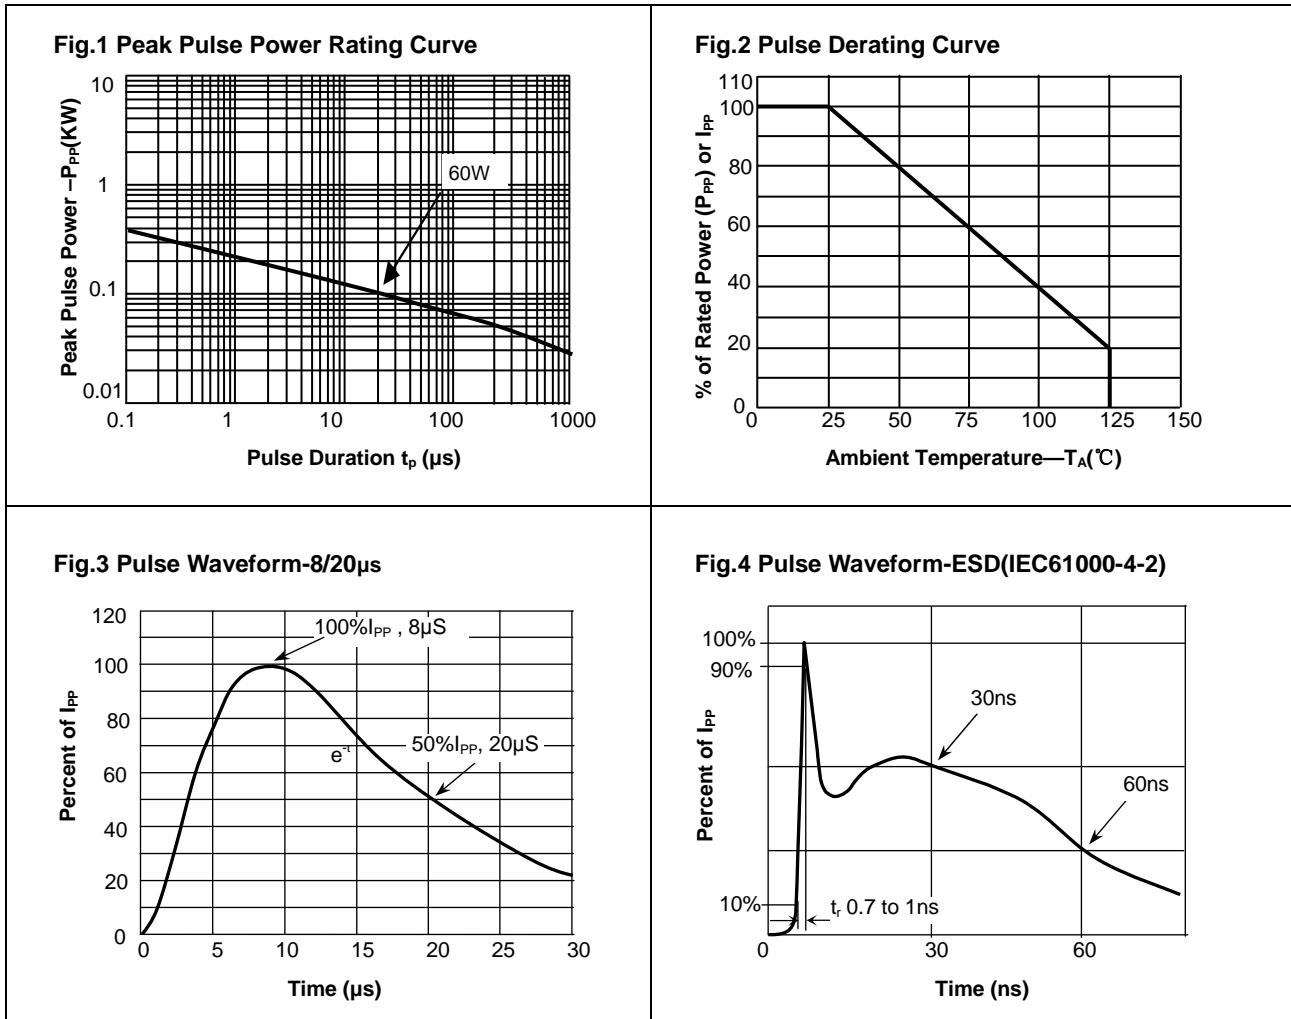 Fig.1 Peak Pulse Power Rating Curve
Peak Pulse Power –PPP(KW)
10
1
0.1
0.01
60W
0.1 1 10 100 1000
Pulse Duration tp (µs)
Fig.2 Pulse Derating Curve
% of Rated Power (PPP) or IPP
110
100
80
60
40
20
0
0 25 50 75 100 125 150
Ambient Temperature—TA(℃)
Fig.3 Pulse Waveform-8/20µs
Percent of IPP
120
100
80
60
40
20
0
100%IPP , 8µS
e-t
50%IPP, 20µS
0 5 10 15 20 25 30
Time (µs)
Fig.4 Pulse Waveform-ESD(IEC61000-4-2)
Percent of IPP
100%
90%
10%
30ns
60ns
tr 0.7 to 1ns
0 30 60
Time (ns)